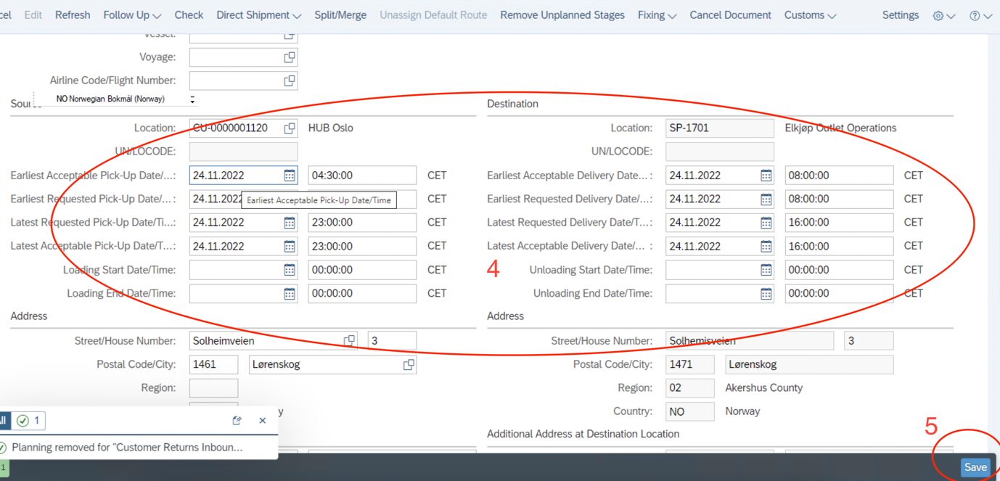 Edit Refresh Follow Up Check Direct Shipment Split/Merge Unassign Default Route Remove Unplanned Stages Fixing Cancel Document Customs Settings
Vessel:
Voyage:
Airline Code/Flight Number:
NO Norwegian Bokmål (Norway)
Destination
Location: CU-0000001120 HUB Oslo Location: SP-1701 Elkjøp Outlet Operations
UN/LOCODE: UN/LOCODE:
Earliest Acceptable Pick-Up Date/...: 24.11.2022 04:30:00 CET Earliest Acceptable Delivery Date...: 24.11.2022 08:00:00 CET
Earliest Requested Pick-Up Date/...: 24.11.2022 CET Earliest Requested Delivery Date/...: 24.11.2022 08:00:00 CET
Earliest Acceptable Pick-Up Date/Time
Latest Requested Pick-Up Date/Ti...: 24.11.2022 23:00:00 CET Latest Requested Delivery Date/T...: 24.11.2022 16:00:00 CET
Latest Acceptable Pick-Up Date/T...: 24.11.2022 23:00:00 CET Latest Acceptable Delivery Date/...: 24.11.2022 16:00:00 CET
4
Loading Start Date/Time: 00:00:00 CET Unloading Start Date/Time: 00:00:00 CET
Loading End Date/Time: 00:00:00 CET Unloading End Date/Time: 00:00:00 CET
Address Address
Street/House Number: Solheimveien 3 Street/House Number: Solhemisveien 3
Postal Code/City: 1461 Lørenskog Postal Code/City: 1471 Lørenskog
Region: Region: 02 Akershus County
Country: NO Norway
1
Planning removed for "Customer Returns Inboun...
Additional Address at Destination Location
5
1
Save